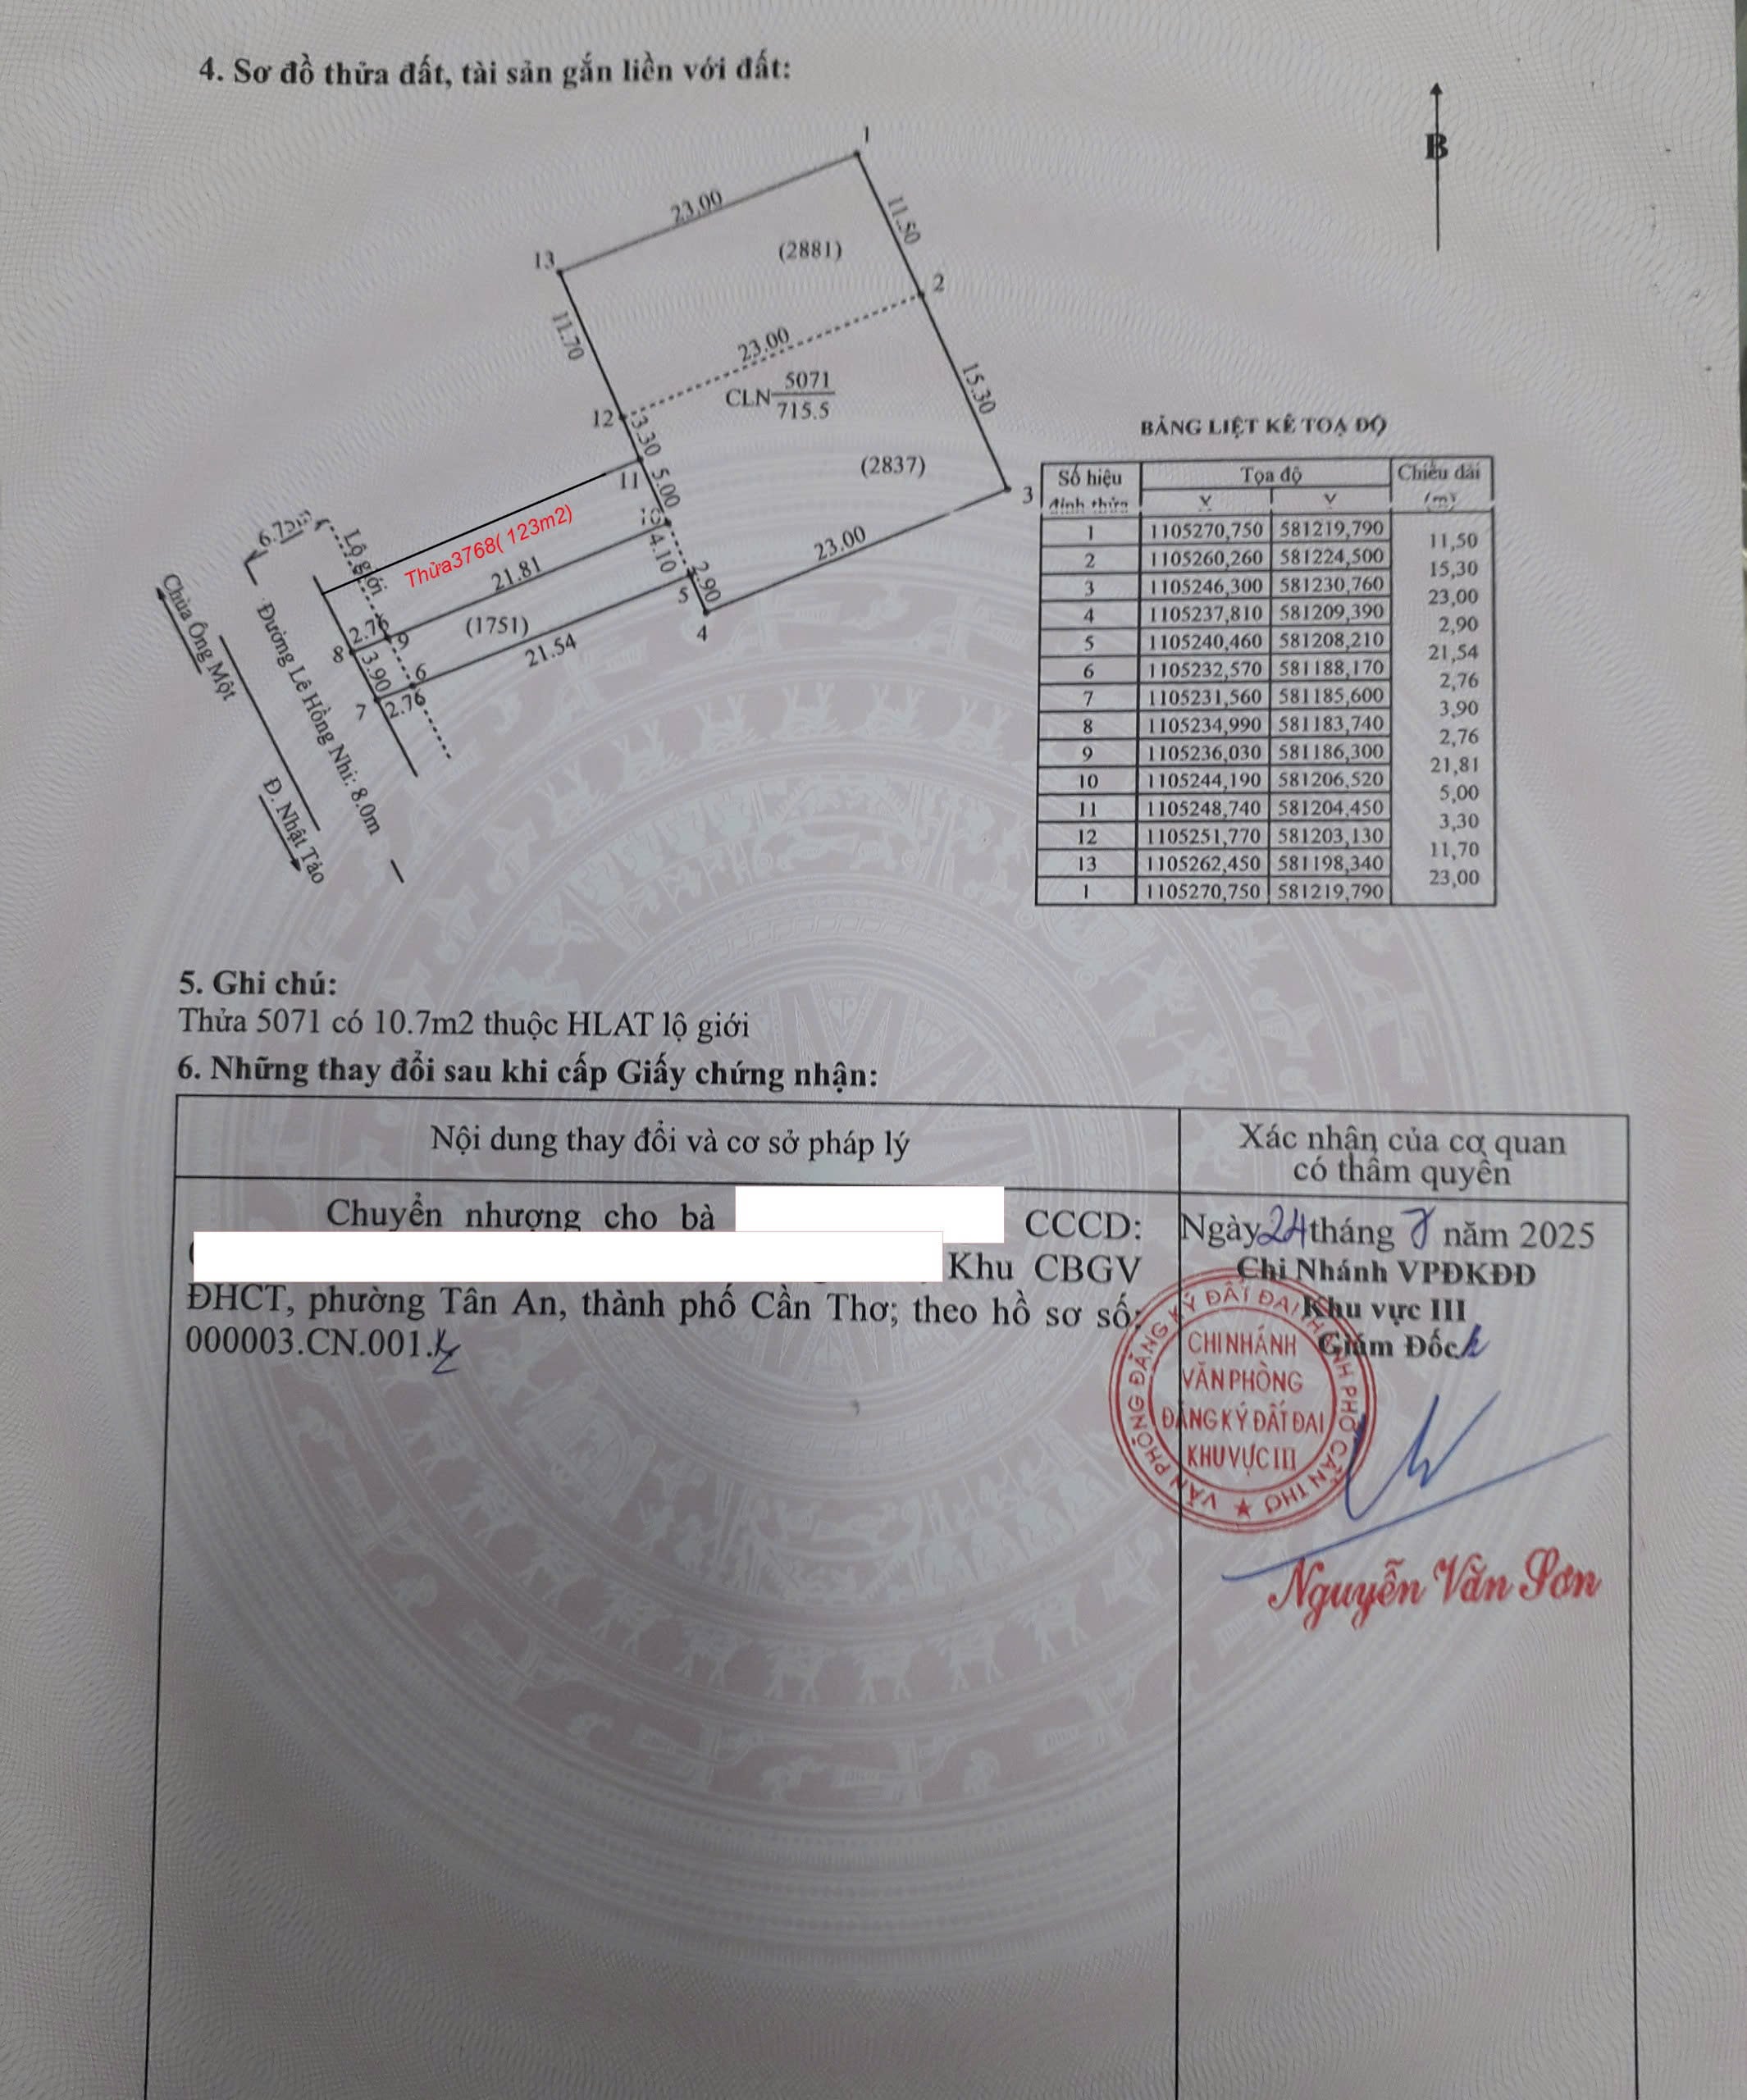 4. Sơ đồ thửa đất, tài sản gắn liền với đất:
B
1
23.00
11.50
13
(2881)
2
11.70
23.00
CLN 5071
715.5
15.30
12
3.30
(2837)
11
5.00
3
10
4.10
23.00
2.90
5
4
Thửa3768( 123m2)
21.81
(1751)
21.54
Lộ giới
2.76
9
8
3.90
6
7
2.76
Chùa Ông Một
Đường Lê Hồng Nhi: 8.0m
Đ. Nhật Tảo
BẢNG LIỆT KÊ TOẠ ĐỘ
Số hiệu đỉnh thửa Tọa độ Chiều dài (m)
X Y
1 1105270,750 581219,790
11,50
2 1105260,260 581224,500
15,30
3 1105246,300 581230,760
23,00
4 1105237,810 581209,390
2,90
5 1105240,460 581208,210
21,54
6 1105232,570 581188,170
2,76
7 1105231,560 581185,600
3,90
8 1105234,990 581183,740
2,76
9 1105236,030 581186,300
21,81
10 1105244,190 581206,520
5,00
11 1105248,740 581204,450
3,30
12 1105251,770 581203,130
11,70
13 1105262,450 581198,340
23,00
1 1105270,750 581219,790
5. Ghi chú:
Thửa 5071 có 10.7m2 thuộc HLAT lộ giới
6. Những thay đổi sau khi cấp Giấy chứng nhận:
Nội dung thay đổi và cơ sở pháp lý
Xác nhận của cơ quan
có thẩm quyền
Chuyển nhượng cho bà CCCD:
Khu CBGV
ĐHCT, phường Tân An, thành phố Cần Thơ; theo hồ sơ số:
000003.CN.001.
Ngày 24 tháng 7 năm 2025
Chi Nhánh VPĐKĐĐ
Khu vực III
Giám Đốc
VĂN PHÒNG ĐĂNG KÝ ĐẤT ĐAI THÀNH PHỐ CẦN THƠ
CHI NHÁNH
VĂN PHÒNG
ĐĂNG KÝ ĐẤT ĐAI
KHU VỰC III
Nguyễn Văn Sơn